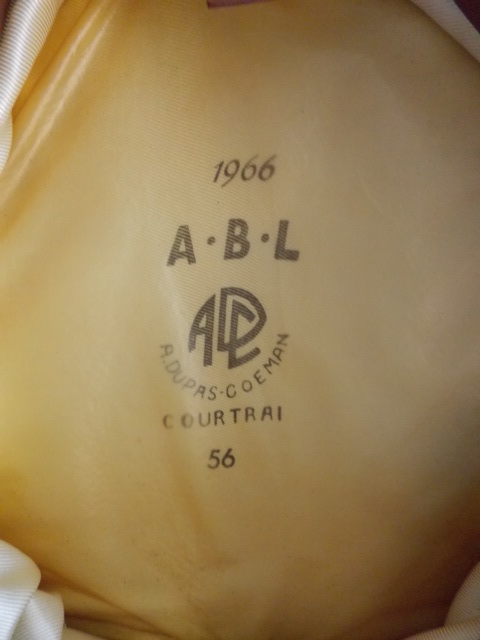 1966
A·B·L
ADC
A.DUPAS-COEMAN
COURTRAI
56